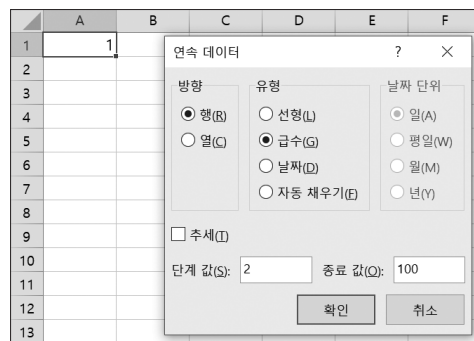 A B C D E F
1 1
2
3
4
5
6
7
8
9
10
11
12
13
연속 데이터 ? ×
방향 유형 날짜 단위
행(R) 선형(L) 일(A)
열(C) 급수(G) 평일(W)
날짜(D) 월(M)
자동 채우기(F) 년(Y)
추세(T)
단계 값(S): 2 종료 값(O): 100
확인 취소